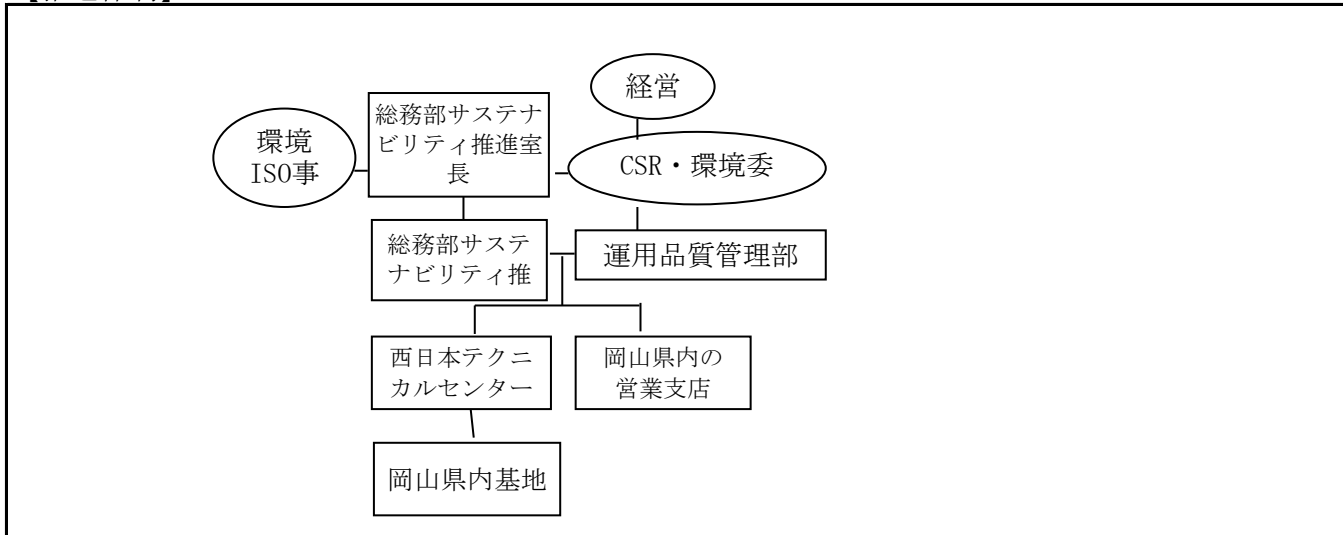 経営
総務部サステナ
ビリティ推進室
長
環境
ISO事
CSR・環境委
総務部サステ
ナビリティ推
運用品質管理部
西日本テクニ
カルセンター
岡山県内の
営業支店
岡山県内基地